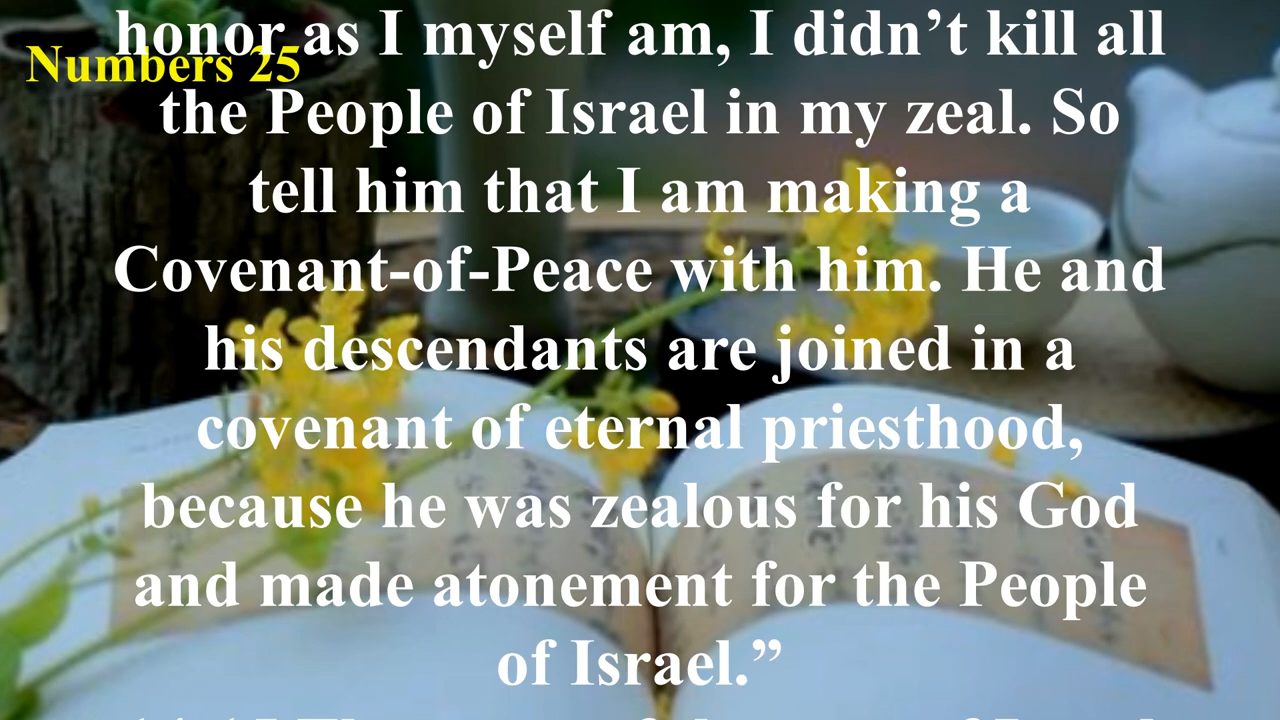 honor as I myself am, I didn’t kill all
Numbers 25
the People of Israel in my zeal. So
tell him that I am making a
Covenant-of-Peace with him. He and
his descendants are joined in a
covenant of eternal priesthood,
because he was zealous for his God
and made atonement for the People
of Israel.”